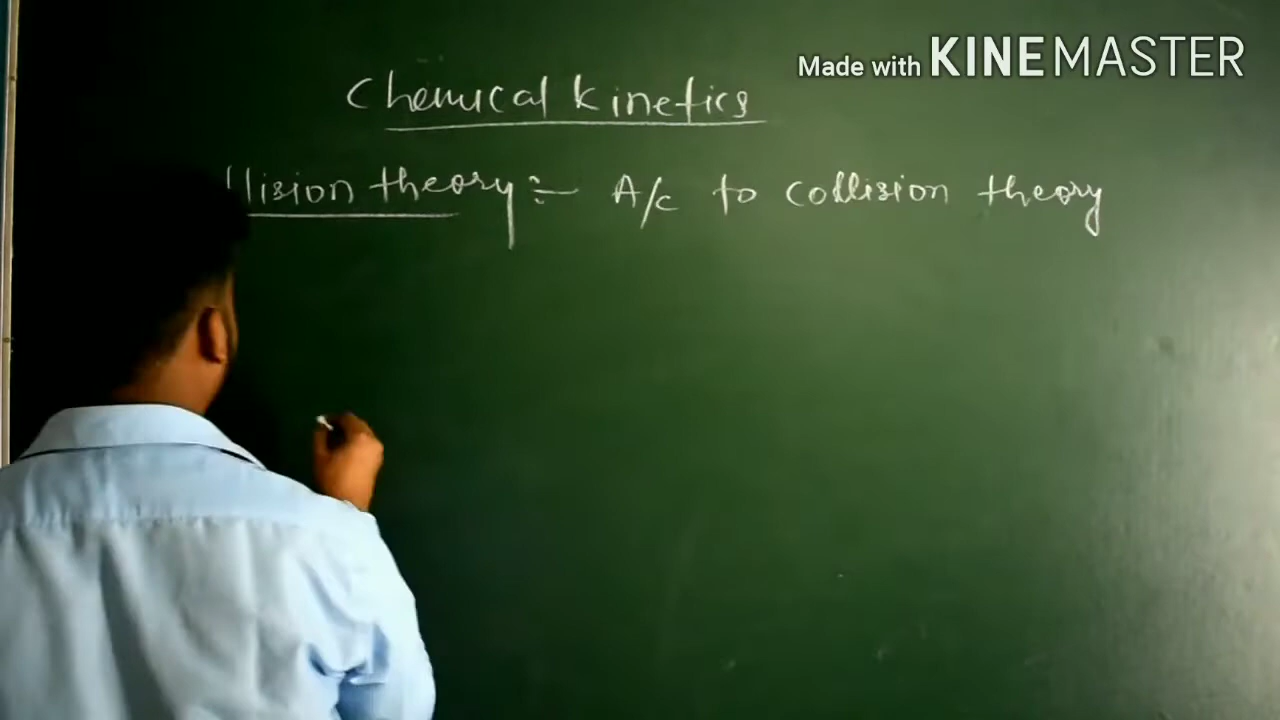 Made with KINEMASTER
Chemical kinetics
llision theory :- A/c to collision theory